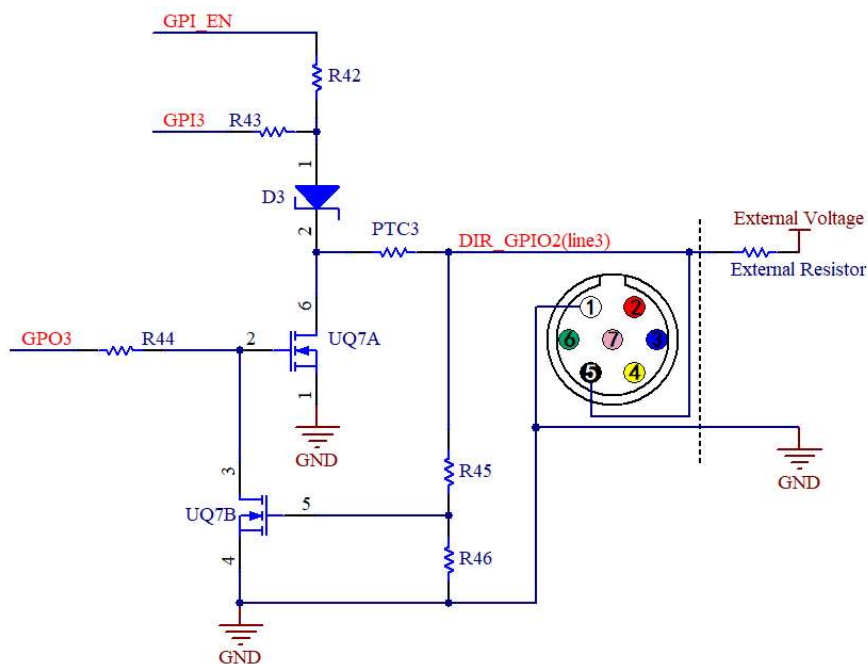 GPI_EN
R42
GPI3
R43
1
D3
2
PTC3
DIR_GPIO2(line3)
External Voltage
External Resistor
6
GPO3
R44
2
UQ7A
1
GND
1
2
6
7
3
5
4
GND
3
UQ7B
5
R45
4
R46
GND